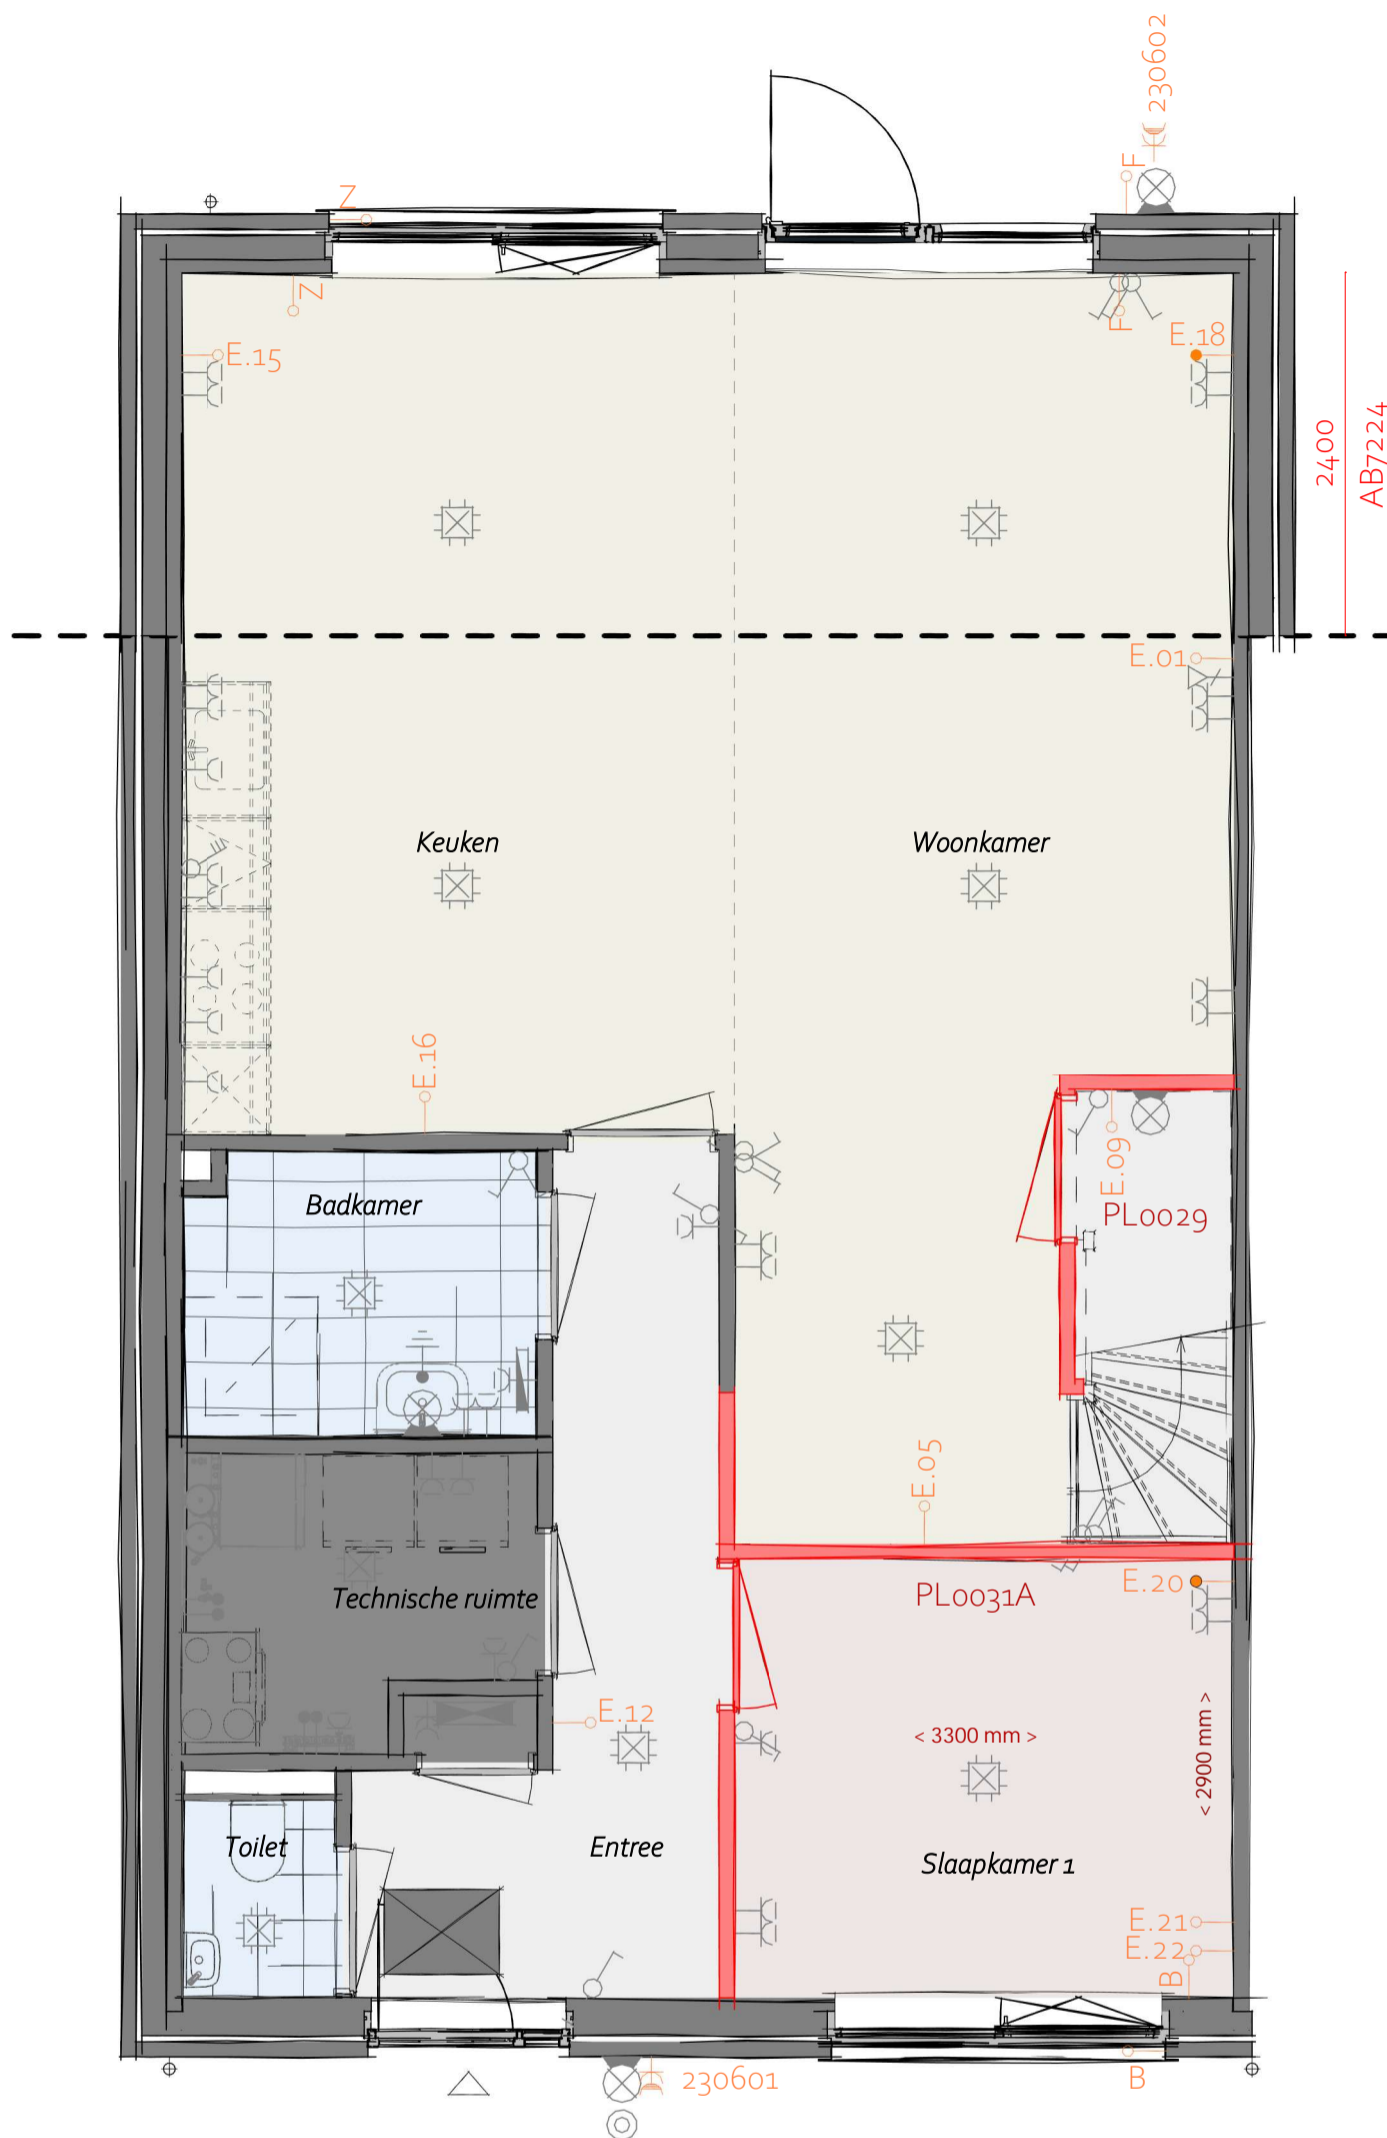 230602
F
Z
Z
F
E.15
E.18
2400
AB7224
E.01
Keuken
Woonkamer
E.16
E.09
PL0029
Badkamer
E.05
PL0031A
E.20
Technische ruimte
E.12
< 3300 mm >
< 2900 mm >
Toilet
Entree
Slaapkamer 1
E.21
E.22
B
B
230601